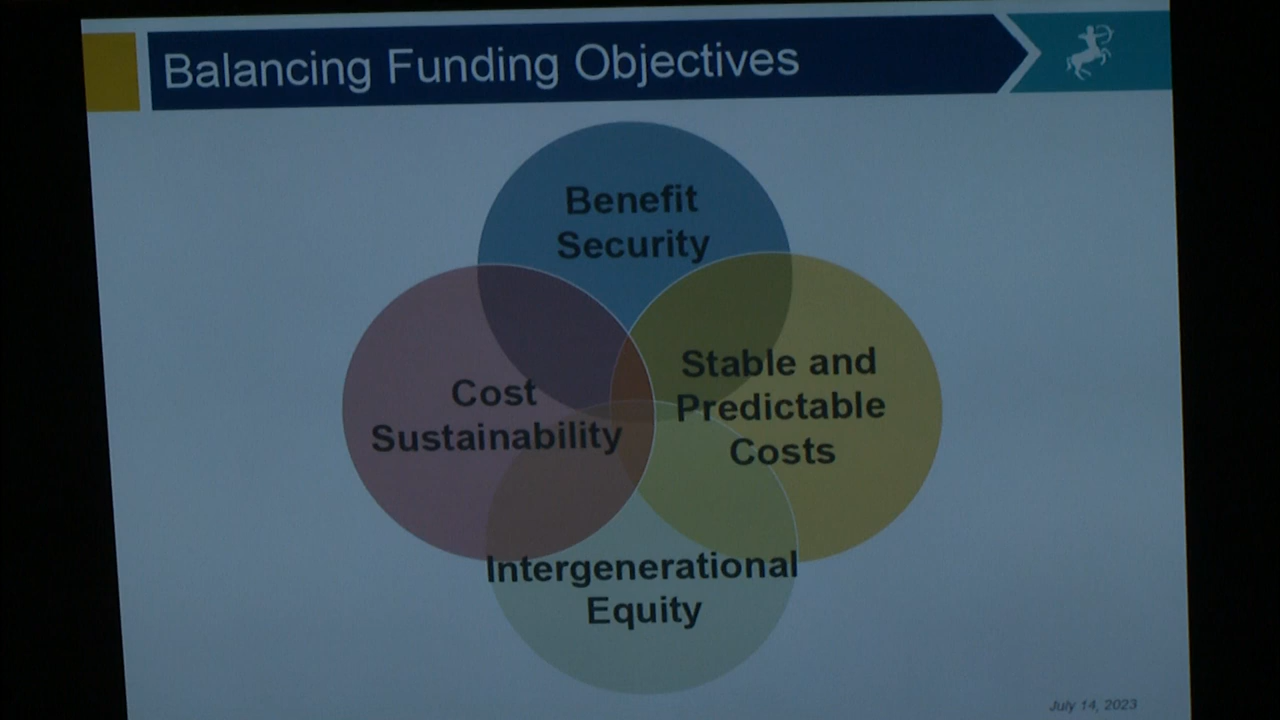 Balancing Funding Objectives
Benefit
Security
Cost
Sustainability
Stable and
Predictable
Costs
Intergenerational
Equity
July 14, 2023